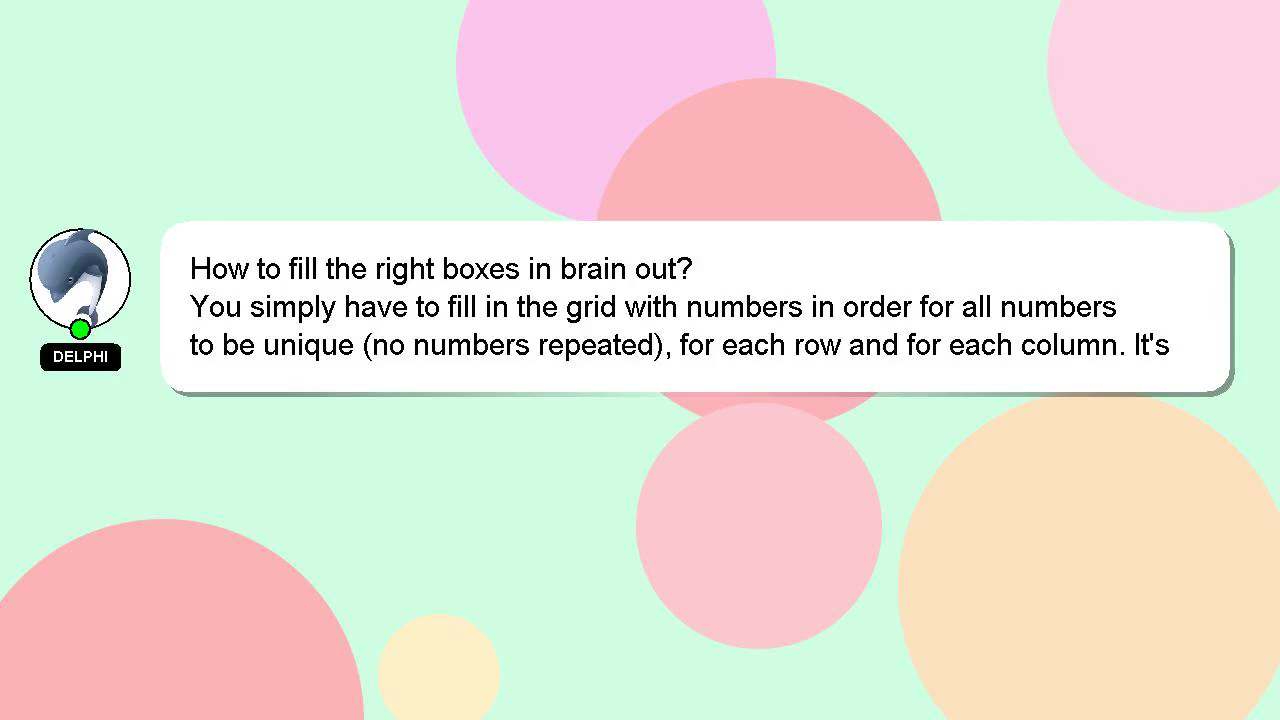 How to fill the right boxes in brain out?
You simply have to fill in the grid with numbers in order for all numbers
to be unique (no numbers repeated), for each row and for each column. It's
DELPHI